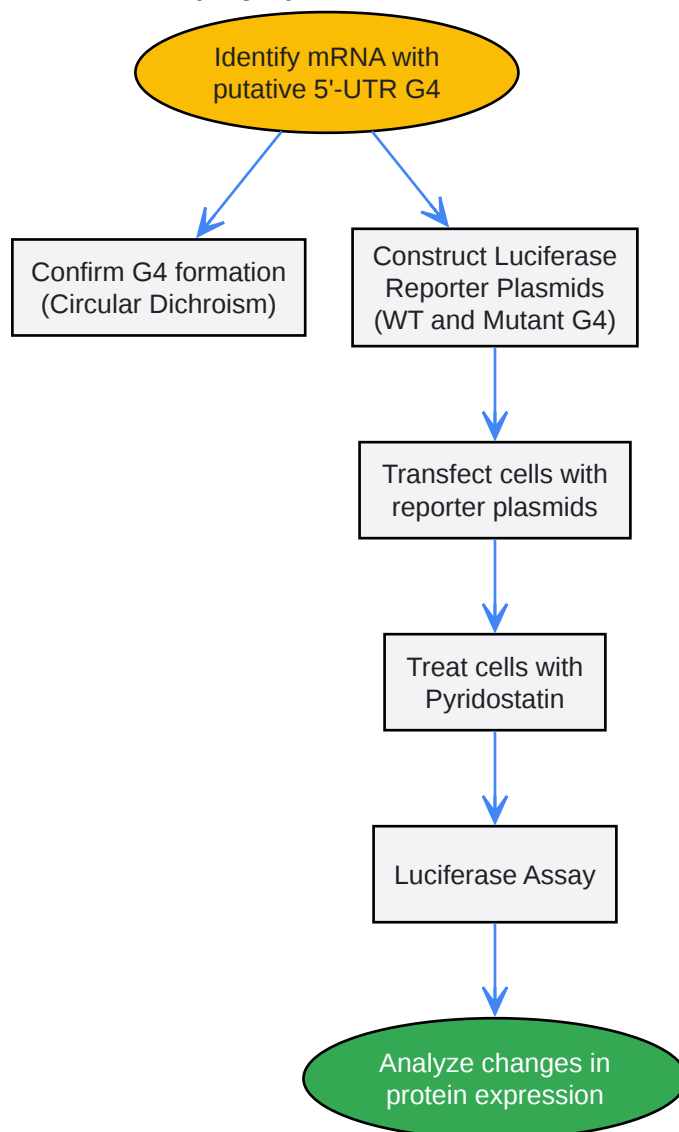 Identify mRNA with
putative 5'-UTR G4
Confirm G4 formation
(Circular Dichroism)
Construct Luciferase
Reporter Plasmids
(WT and Mutant G4)
Transfect cells with
reporter plasmids
Treat cells with
Pyridostatin
Luciferase Assay
Analyze changes in
protein expression